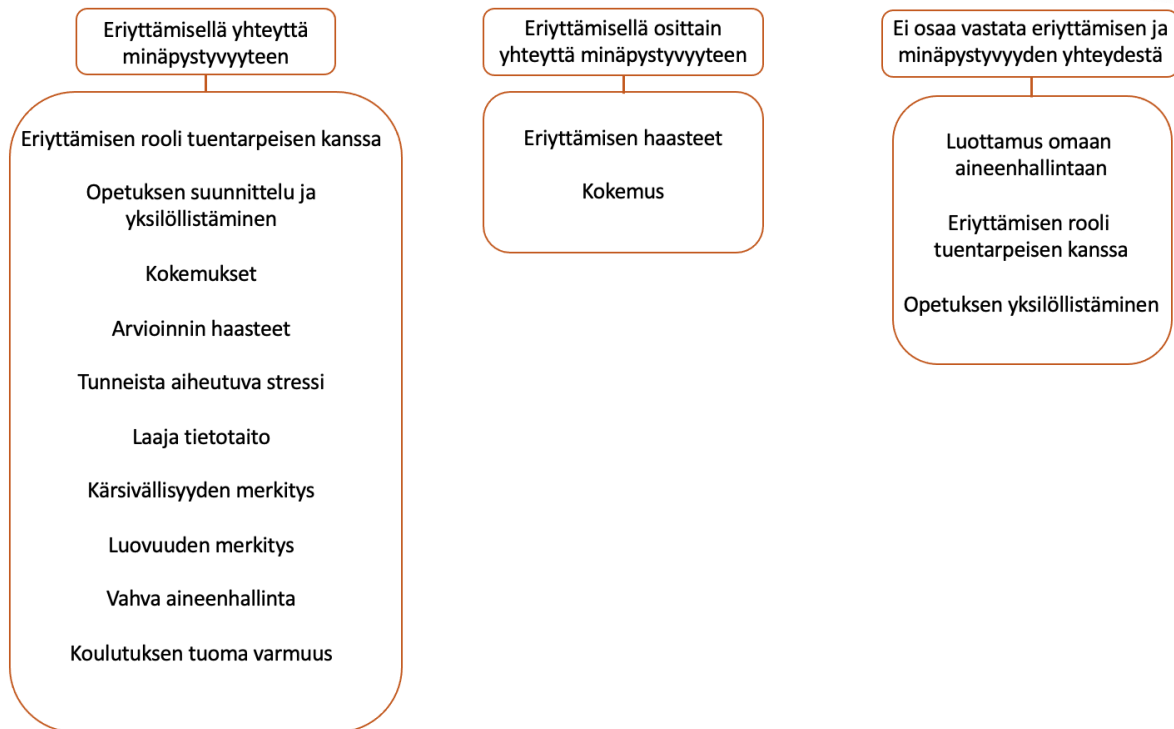 Eriyttämisellä yhteyttä
minäpystyvyyteen
Eriyttämisen rooli tuentarpeisen kanssa
Opetuksen suunnittelu ja
yksilöllistäminen
Kokemukset
Arvioinnin haasteet
Tunneista aiheutuva stressi
Laaja tietotaito
Kärsivällisyyden merkitys
Luovuuden merkitys
Vahva aineenhallinta
Koulutuksen tuoma varmuus
Eriyttämisellä osittain
yhteyttä minäpystyvyyteen
Eriyttämisen haasteet
Kokemus
Ei osaa vastata eriyttämisen ja
minäpystyvyyden yhteydestä
Luottamus omaan
aineenhallintaan
Eriyttämisen rooli
tuentarpeisen kanssa
Opetuksen yksilöllistäminen